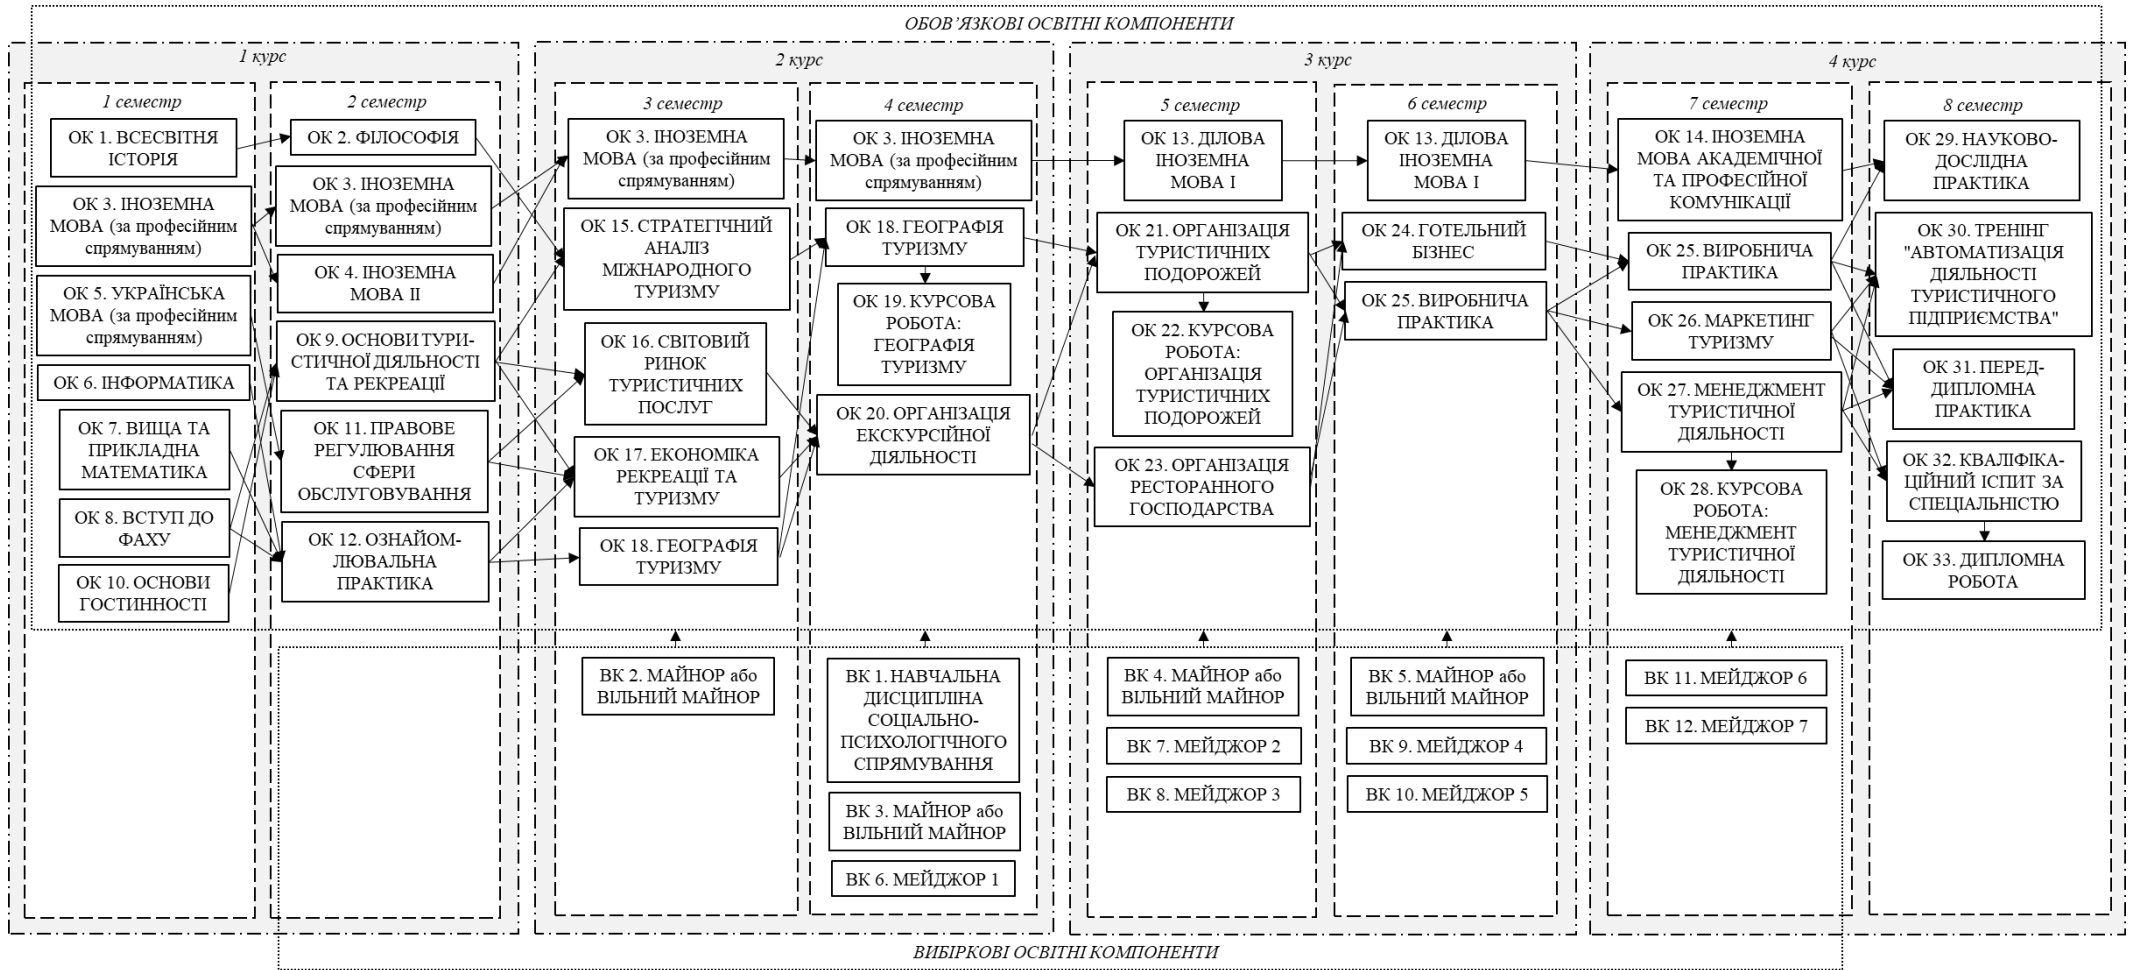 ОБОВ’ЯЗКОВІ ОСВІТНІ КОМПОНЕНТИ
1 курс
1 семестр
ОК 1. ВСЕСВІТНЯ
ІСТОРІЯ
ОК 3. ІНОЗЕМНА
МОВА (за професійним
спрямуванням)
ОК 5. УКРАЇНСЬКА
МОВА (за професійним
спрямуванням)
ОК 6. ІНФОРМАТИКА
ОК 7. ВИЩА ТА
ПРИКЛАДНА
МАТЕМАТИКА
ОК 8. ВСТУП ДО
ФАХУ
ОК 10. ОСНОВИ
ГОСТИННОСТІ
2 семестр
ОК 2. ФІЛОСОФІЯ
ОК 3. ІНОЗЕМНА
МОВА (за професійним
спрямуванням)
ОК 4. ІНОЗЕМНА
МОВА ІІ
ОК 9. ОСНОВИ ТУРИ-
СТИЧНОЇ ДІЯЛЬНОСТІ
ТА РЕКРЕАЦІЇ
ОК 11. ПРАВОВЕ
РЕГУЛЮВАННЯ
СФЕРИ
ОБСЛУГОВУВАННЯ
ОК 12. ОЗНАЙОМ-
ЛЮВАЛЬНА
ПРАКТИКА
2 курс
3 семестр
ОК 3. ІНОЗЕМНА
МОВА (за професійним
спрямуванням)
ОК 15. СТРАТЕГІЧНИЙ
АНАЛІЗ
МІЖНАРОДНОГО
ТУРИЗМУ
ОК 16. СВІТОВИЙ
РИНОК
ТУРИСТИЧНИХ
ПОСЛУГ
ОК 17. ЕКОНОМІКА
РЕКРЕАЦІЇ ТА
ТУРИЗМУ
ОК 18. ГЕОГРАФІЯ
ТУРИЗМУ
ВК 2. МАЙНОР або
ВІЛЬНИЙ МАЙНОР
4 семестр
ОК 3. ІНОЗЕМНА
МОВА (за професійним
спрямуванням)
ОК 18. ГЕОГРАФІЯ
ТУРИЗМУ
ОК 19. КУРСОВА
РОБОТА:
ГЕОГРАФІЯ
ТУРИЗМУ
ОК 20. ОРГАНІЗАЦІЯ
ЕКСКУРСІЙНОЇ
ДІЯЛЬНОСТІ
ВК 1. НАВЧАЛЬНА
ДИСЦИПЛІНА
СОЦІАЛЬНО-
ПСИХОЛОГІЧНОГО
СПРЯМУВАННЯ
ВК 3. МАЙНОР або
ВІЛЬНИЙ МАЙНОР
ВК 6. МЕЙДЖОР 1
3 курс
5 семестр
ОК 13. ДІЛОВА
ІНОЗЕМНА
МОВА І
ОК 21. ОРГАНІЗАЦІЯ
ТУРИСТИЧНИХ
ПОДОРОЖЕЙ
ОК 22. КУРСОВА
РОБОТА:
ОРГАНІЗАЦІЯ
ТУРИСТИЧНИХ
ПОДОРОЖЕЙ
ОК 23. ОРГАНІЗАЦІЯ
РЕСТОРАННОГО
ГОСПОДАРСТВА
ВК 4. МАЙНОР або
ВІЛЬНИЙ МАЙНОР
ВК 7. МЕЙДЖОР 2
ВК 8. МЕЙДЖОР 3
6 семестр
ОК 13. ДІЛОВА
ІНОЗЕМНА
МОВА І
ОК 24. ГОТЕЛЬНИЙ
БІЗНЕС
ОК 25. ВИРОБНИЧА
ПРАКТИКА
ВК 5. МАЙНОР або
ВІЛЬНИЙ МАЙНОР
ВК 9. МЕЙДЖОР 4
ВК 10. МЕЙДЖОР 5
4 курс
7 семестр
ОК 14. ІНОЗЕМНА
МОВА АКАДЕМІЧНОЇ
ТА ПРОФЕСІЙНОЇ
КОМУНІКАЦІЇ
ОК 25. ВИРОБНИЧА
ПРАКТИКА
ОК 26. МАРКЕТИНГ
ТУРИЗМУ
ОК 27. МЕНЕДЖМЕНТ
ТУРИСТИЧНОЇ
ДІЯЛЬНОСТІ
ОК 28. КУРСОВА
РОБОТА:
МЕНЕДЖМЕНТ
ТУРИСТИЧНОЇ
ДІЯЛЬНОСТІ
ВК 11. МЕЙДЖОР 6
ВК 12. МЕЙДЖОР 7
8 семестр
ОК 29. НАУКОВО-
ДОСЛІДНА
ПРАКТИКА
ОК 30. ТРЕНІНГ
"АВТОМАТИЗАЦІЯ
ДІЯЛЬНОСТІ
ТУРИСТИЧНОГО
ПІДПРИЄМСТВА"
ОК 31. ПЕРЕД-
ДИПЛОМНА
ПРАКТИКА
ОК 32. КВАЛІФІКА-
ЦІЙНИЙ ІСПИТ ЗА
СПЕЦІАЛЬНІСТЮ
ОК 33. ДИПЛОМНА
РОБОТА
ВИБІРКОВІ ОСВІТНІ КОМПОНЕНТИ